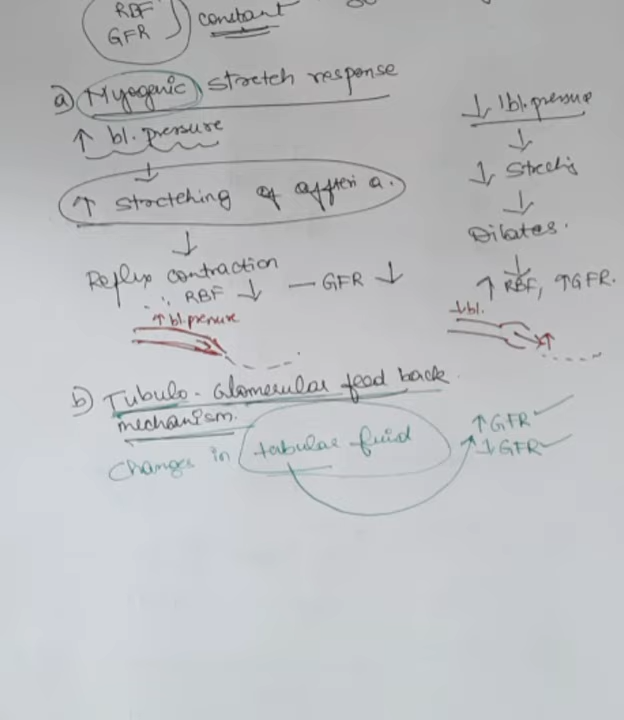 RBF
GFR
constant
a) Myogenic stretch response
↑ bl. pressure
↓
↑ stretching of affren a.
↓
Reflex contraction
∴ RBF ↓ — GFR ↓
↑ bl. pressure
↓ bl. pressure
↓
↓ Stretch
↓
Dilates.
↓
↑ RBF, ↑GFR.
↓bl.
↑
b) Tubulo-Glomerular feed back
mechanism.
Changes in tubular fluid
↑GFR ✓
↓GFR ✓